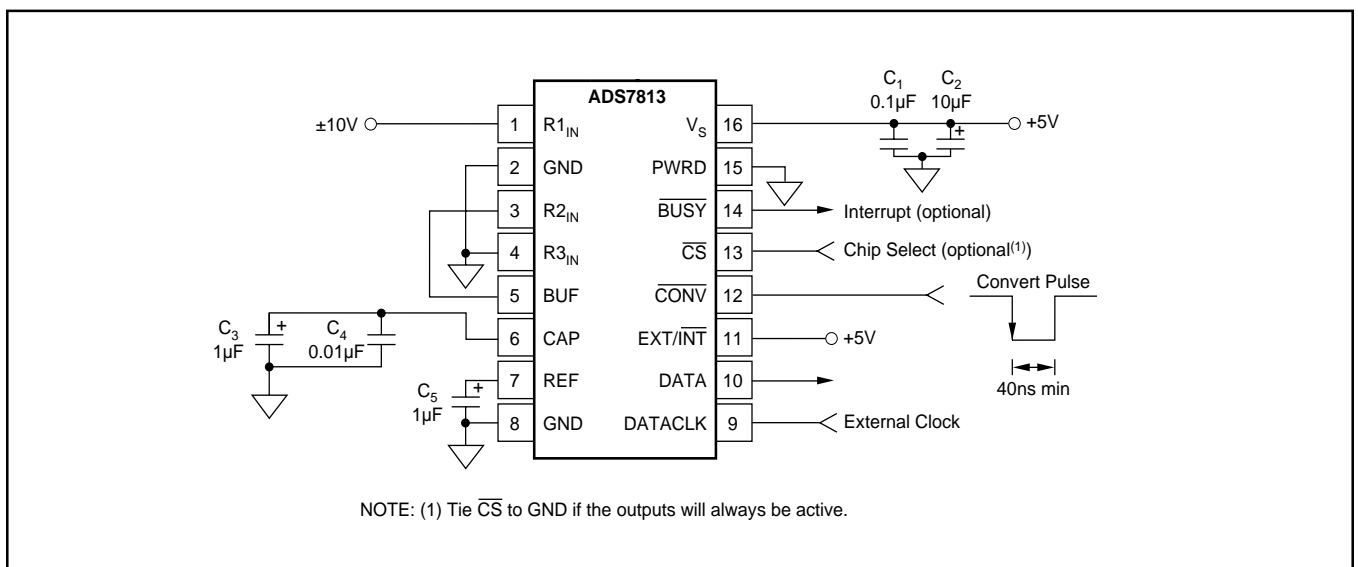 ADS7813
±10V
1 R1IN
2 GND
3 R2IN
4 R3IN
5 BUF
6 CAP
7 REF
8 GND
VS 16
PWRD 15
BUSY 14
CS 13
CONV 12
EXT/INT 11
DATA 10
DATACLK 9
C1
0.1µF
C2
10µF
+
+5V
Interrupt (optional)
Chip Select (optional(1))
Convert Pulse
40ns min
+5V
External Clock
C3
1µF
+
C4
0.01µF
C5
1µF
+
NOTE: (1) Tie CS to GND if the outputs will always be active.